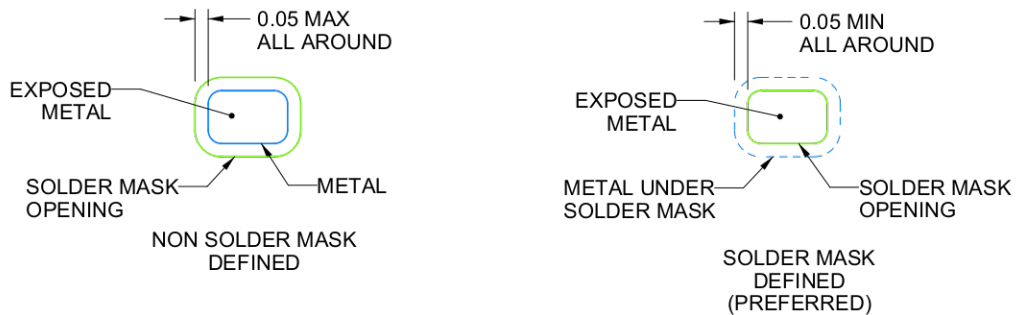 0.05 MAX
ALL AROUND
EXPOSED
METAL
SOLDER MASK
OPENING
METAL
NON SOLDER MASK
DEFINED
0.05 MIN
ALL AROUND
EXPOSED
METAL
METAL UNDER
SOLDER MASK
SOLDER MASK
OPENING
SOLDER MASK
DEFINED
(PREFERRED)